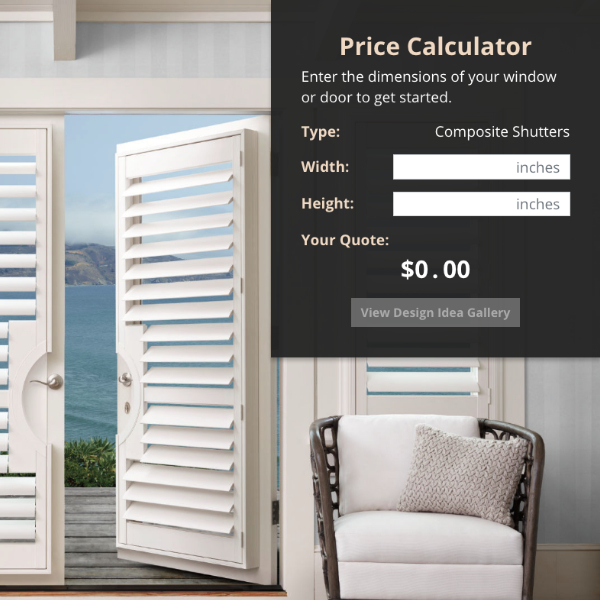 Price Calculator
Enter the dimensions of your window
or door to get started.
Type: Composite Shutters
Width: inches
Height: inches
Your Quote:
$0.00
View Design Idea Gallery